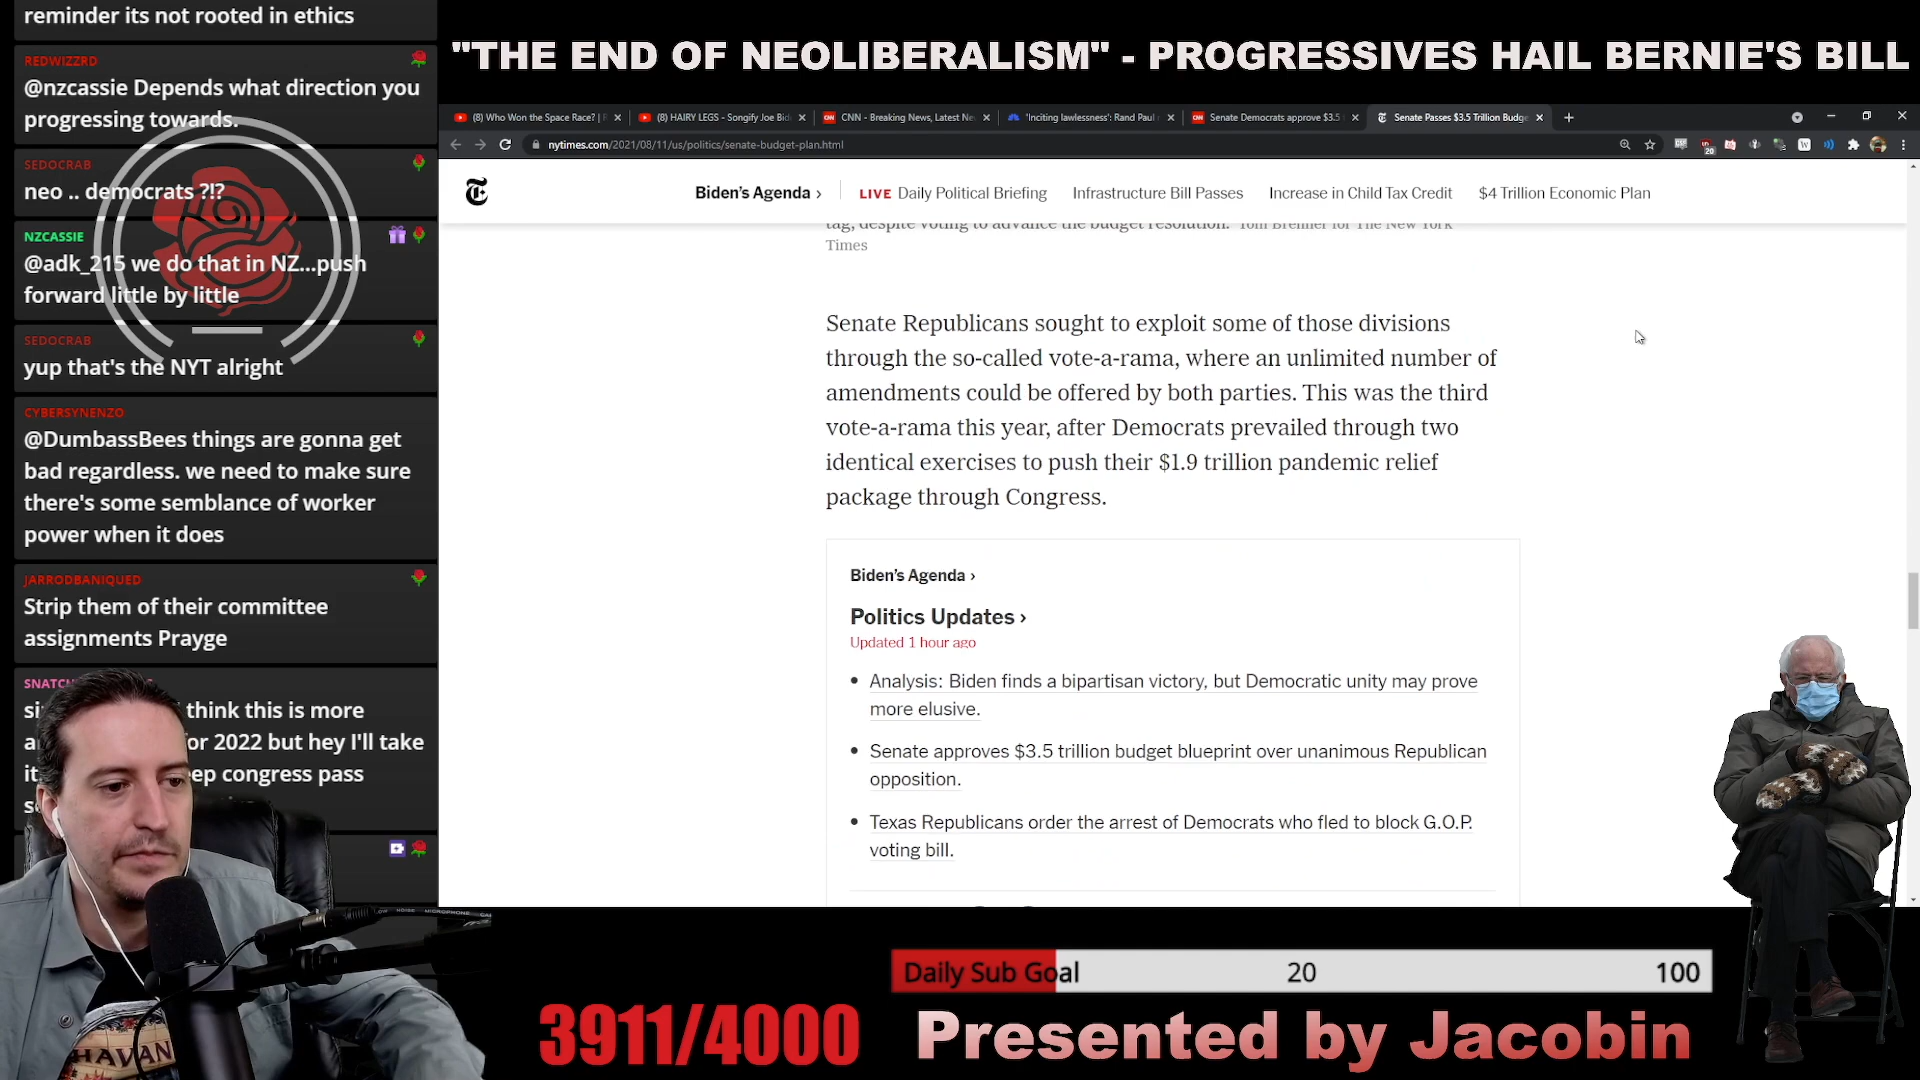 reminder its not rooted in ethics
REDWIZZRD
@nzcassie Depends what direction you
progressing towards.
SEDOCRAB
neo .. democrats ?!?
NZCASSIE
@adk_215 we do that in NZ...push
forward little by little
SEDOCRAB
yup that's the NYT alright
CYBERSYNENZO
@DumbassBees things are gonna get
bad regardless. we need to make sure
there's some semblance of worker
power when it does
JARRODBANIQUED
Strip them of their committee
assignments Prayge
think this is more
for 2022 but hey I'll take
congress pass
"THE END OF NEOLIBERALISM" - PROGRESSIVES HAIL BERNIE'S BILL
(8) Who Won the Space Race? |
(8) HAIRY LEGS - Songify Joe Bid
CNN - Breaking News, Latest Ne
'Inciting lawlessness': Rand Paul
Senate Democrats approve $3.5
Senate Passes $3.5 Trillion Budge
nytimes.com/2021/08/11/us/politics/senate-budget-plan.html
Biden's Agenda ›
LIVE Daily Political Briefing
Infrastructure Bill Passes
Increase in Child Tax Credit
$4 Trillion Economic Plan
tag, despite voting to advance the budget resolution. Tom Brenner for The New York
Times
Senate Republicans sought to exploit some of those divisions
through the so-called vote-a-rama, where an unlimited number of
amendments could be offered by both parties. This was the third
vote-a-rama this year, after Democrats prevailed through two
identical exercises to push their $1.9 trillion pandemic relief
package through Congress.
Biden's Agenda ›
Politics Updates ›
Updated 1 hour ago
• Analysis: Biden finds a bipartisan victory, but Democratic unity may prove
more elusive.
• Senate approves $3.5 trillion budget blueprint over unanimous Republican
opposition.
• Texas Republicans order the arrest of Democrats who fled to block G.O.P.
voting bill.
Daily Sub Goal
20
100
3911/4000
Presented by Jacobin
HAVAN